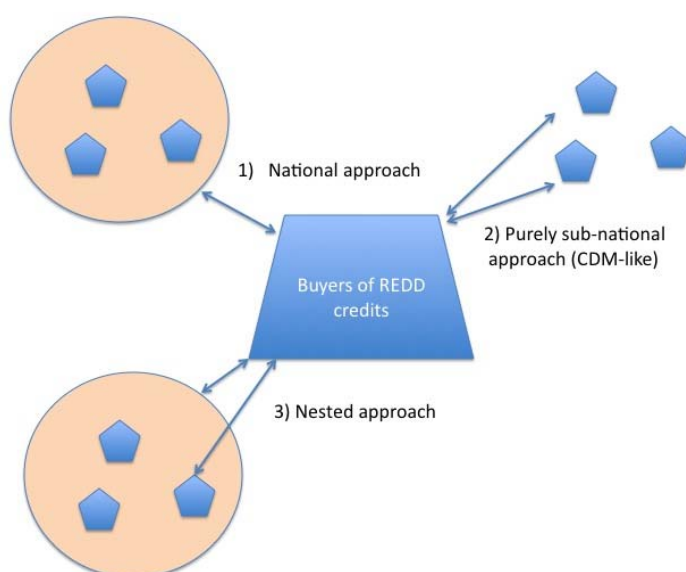 1) National approach
2) Purely sub-national
approach (CDM-like)
Buyers of REDD
credits
3) Nested approach